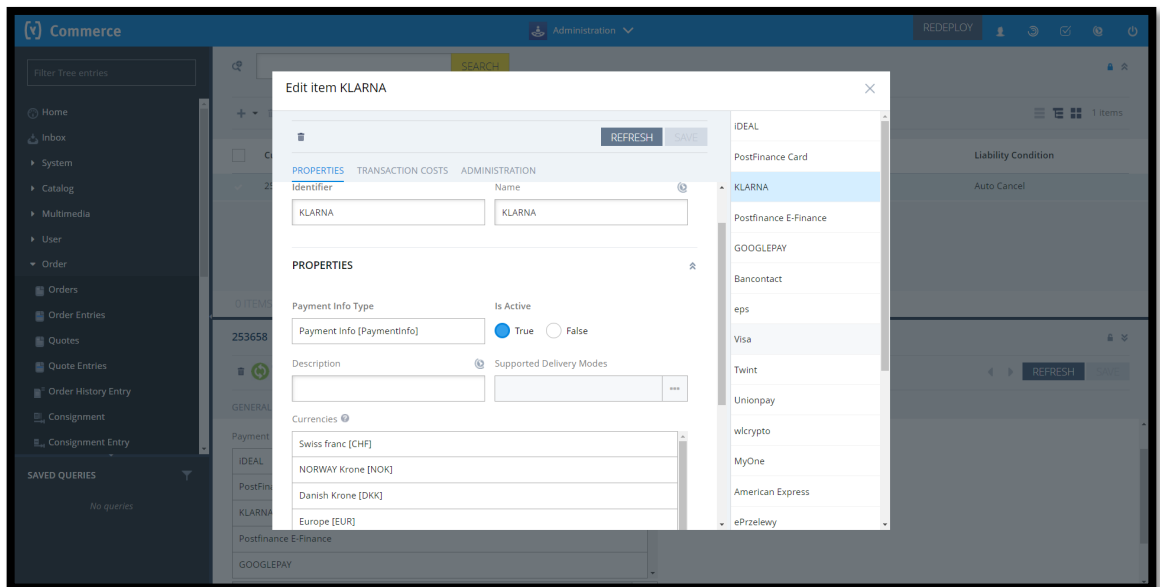 [y] Commerce
Administration
REDEPLOY
Filter Tree entries
Home
Inbox
System
Catalog
Multimedia
User
Order
Orders
Order Entries
Quotes
Quote Entries
Order History Entry
Consignment
Consignment Entry
SAVED QUERIES
No queries
SEARCH
1 items
Liability Condition
Auto Cancel
0 ITEMS
253658
REFRESH
SAVE
GENERAL
Payment
iDEAL
PostFina
KLARNA
Postfinance E-Finance
GOOGLEPAY
Edit item KLARNA
REFRESH
SAVE
PROPERTIES TRANSACTION COSTS ADMINISTRATION
Identifier
Name
KLARNA
KLARNA
PROPERTIES
Payment Info Type
Is Active
Payment Info [PaymentInfo]
True False
Description
Supported Delivery Modes
•••
Currencies
Swiss franc [CHF]
NORWAY Krone [NOK]
Danish Krone [DKK]
Europe [EUR]
iDEAL
PostFinance Card
KLARNA
Postfinance E-Finance
GOOGLEPAY
Bancontact
eps
Visa
Twint
Unionpay
wlcrypto
MyOne
American Express
ePrzelewy